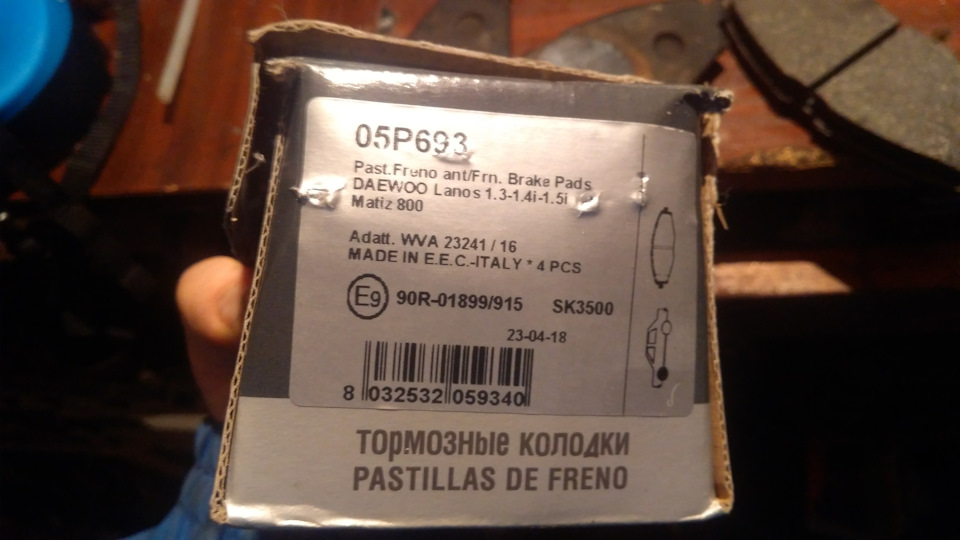 05P693
Past.Freno ant/Frn. Brake Pads
DAEWOO Lanos 1.3-1.4i-1.5i
Matiz 800
Adatt. WVA 23241 / 16
MADE IN E.E.C.-ITALY * 4 PCS
E9 90R-01899/915 SK3500
23-04-18
8 032532 059340
ТОРМОЗНЫЕ КОЛОДКИ
PASTILLAS DE FRENO